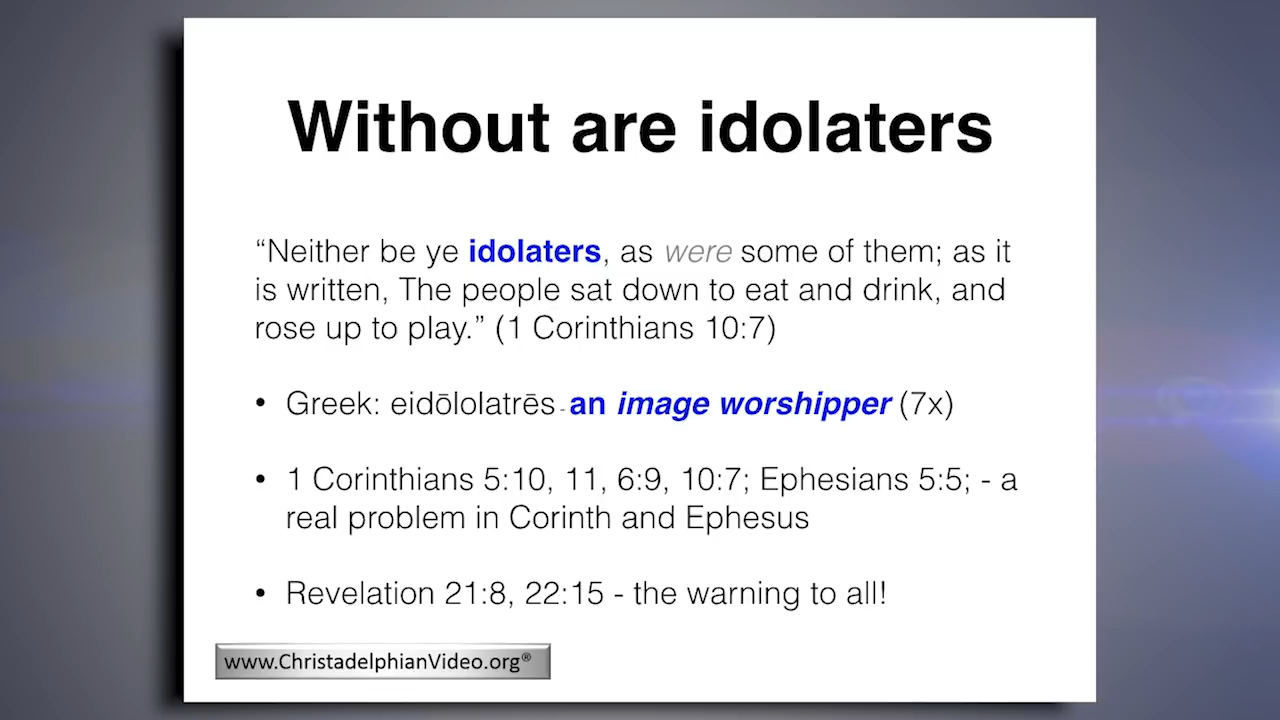 Without are idolaters
“Neither be ye idolaters, as were some of them; as it
is written, The people sat down to eat and drink, and
rose up to play.” (1 Corinthians 10:7)
• Greek: eidōlolatrēs - an image worshipper (7x)
• 1 Corinthians 5:10, 11, 6:9, 10:7; Ephesians 5:5; - a
real problem in Corinth and Ephesus
• Revelation 21:8, 22:15 - the warning to all!
www.ChristadelphianVideo.org®